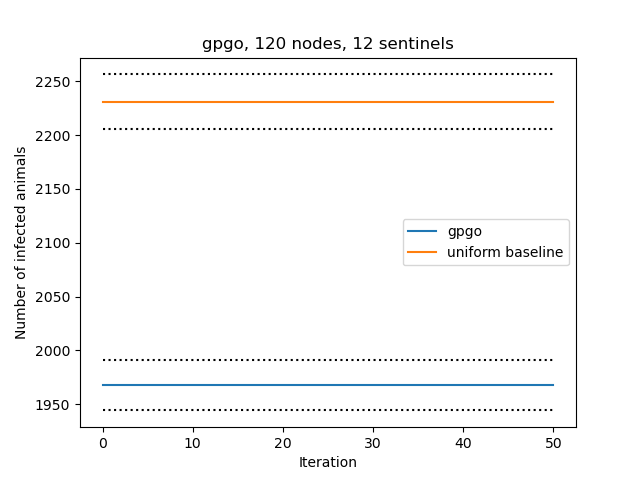 gpgo, 120 nodes, 12 sentinels
Number of infected animals
2250
2200
2150
2100
2050
2000
1950
gpgo
uniform baseline
0 10 20 30 40 50
Iteration